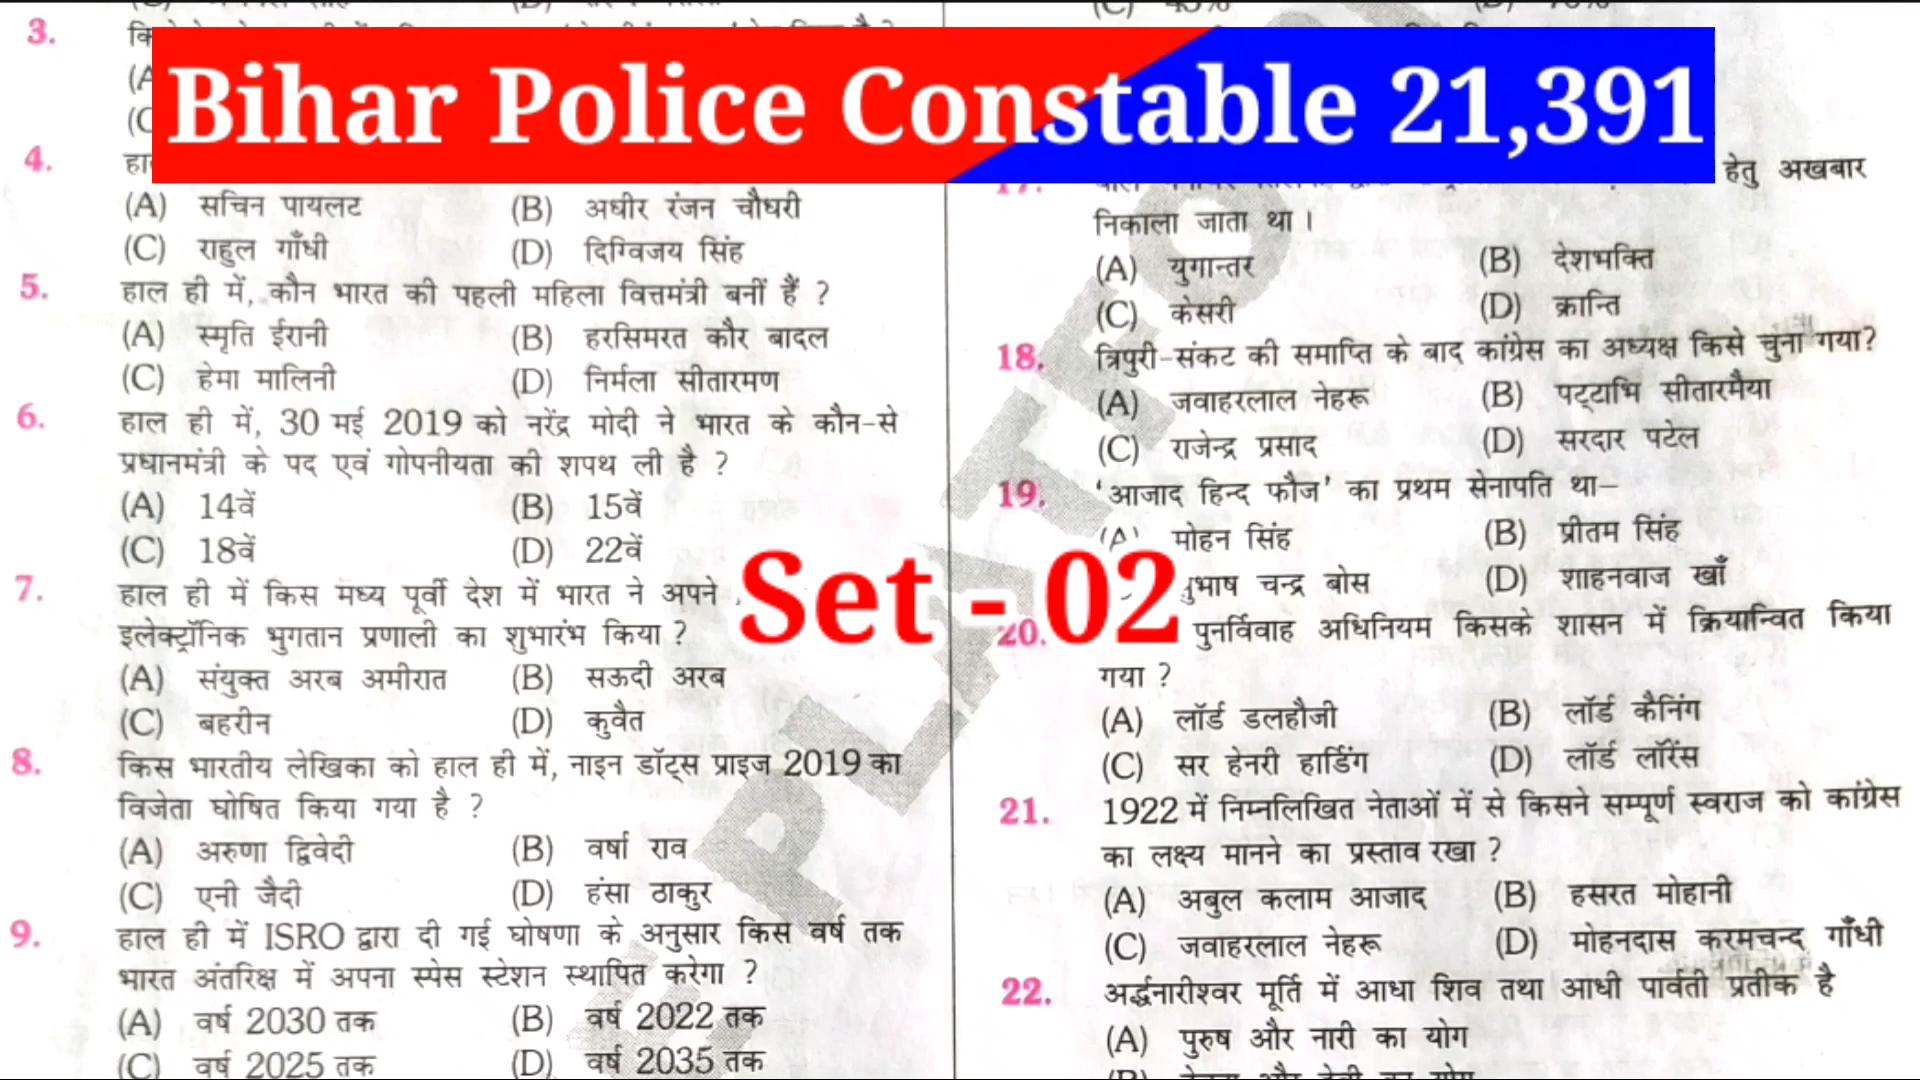 Bihar Police Constable 21,391
Set - 02
3.
4.
(A) सचिन पायलट (B) अधीर रंजन चौधरी
(C) राहुल गाँधी (D) दिग्विजय सिंह
5. हाल ही में, कौन भारत की पहली महिला वित्तमंत्री बनीं हैं ?
(A) स्मृति ईरानी (B) हरसिमरत कौर बादल
(C) हेमा मालिनी (D) निर्मला सीतारमण
6. हाल ही में, 30 मई 2019 को नरेंद्र मोदी ने भारत के कौन-से
प्रधानमंत्री के पद एवं गोपनीयता की शपथ ली है ?
(A) 14वें (B) 15वें
(C) 18वें (D) 22वें
7. हाल ही में किस मध्य पूर्वी देश में भारत ने अपने
इलेक्ट्रॉनिक भुगतान प्रणाली का शुभारंभ किया ?
(A) संयुक्त अरब अमीरात (B) सऊदी अरब
(C) बहरीन (D) कुवैत
8. किस भारतीय लेखिका को हाल ही में, नाइन डॉट्स प्राइज 2019 का
विजेता घोषित किया गया है ?
(A) अरुणा द्विवेदी (B) वर्षा राव
(C) एनी जैदी (D) हंसा ठाकुर
9. हाल ही में ISRO द्वारा दी गई घोषणा के अनुसार किस वर्ष तक
भारत अंतरिक्ष में अपना स्पेस स्टेशन स्थापित करेगा ?
(A) वर्ष 2030 तक (B) वर्ष 2022 तक
(C) वर्ष 2025 तक (D) वर्ष 2035 तक
हेतु अखबार
निकाला जाता था।
(A) युगान्तर (B) देशभक्ति
(C) केसरी (D) क्रान्ति
18. त्रिपुरी-संकट की समाप्ति के बाद कांग्रेस का अध्यक्ष किसे चुना गया?
(A) जवाहरलाल नेहरू (B) पट्टाभि सीतारमैया
(C) राजेन्द्र प्रसाद (D) सरदार पटेल
19. 'आजाद हिन्द फौज' का प्रथम सेनापति था–
(A) मोहन सिंह (B) प्रीतम सिंह
चन्द्र बोस (D) शाहनवाज खाँ
20. पुनर्विवाह अधिनियम किसके शासन में क्रियान्वित किया
गया ?
(A) लॉर्ड डलहौजी (B) लॉर्ड कैनिंग
(C) सर हेनरी हार्डिंग (D) लॉर्ड लॉरेंस
21. 1922 में निम्नलिखित नेताओं में से किसने सम्पूर्ण स्वराज को कांग्रेस
का लक्ष्य मानने का प्रस्ताव रखा ?
(A) अबुल कलाम आजाद (B) हसरत मोहानी
(C) जवाहरलाल नेहरू (D) मोहनदास करमचन्द गाँधी
22. अर्द्धनारीश्वर मूर्ति में आधा शिव तथा आधी पार्वती प्रतीक है
(A) पुरुष और नारी का योग